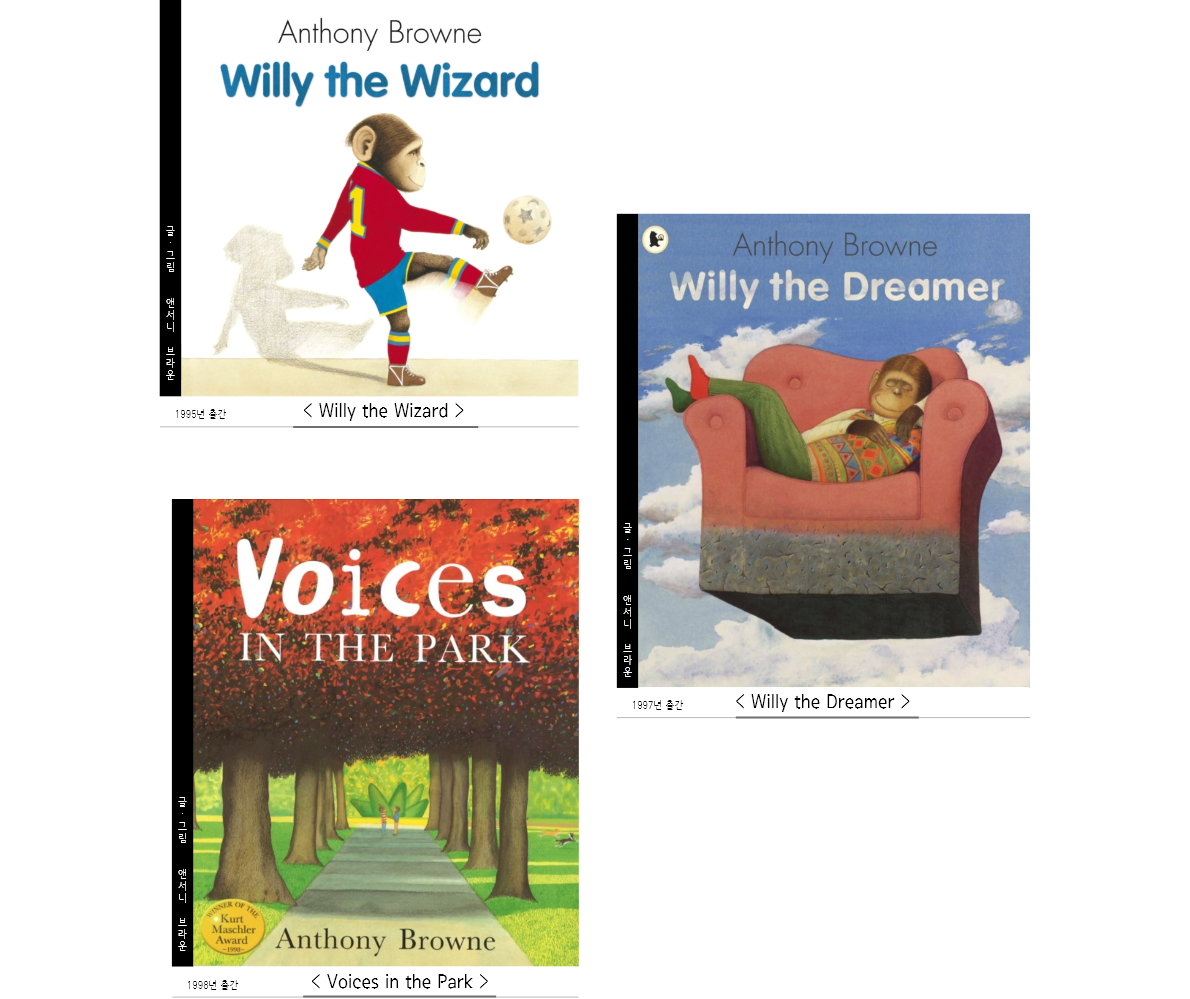 Anthony Browne
Willy the Wizard
1
글 · 그림 앤서니 브라운
1995년 출간
< Willy the Wizard >
Anthony Browne
Willy the Dreamer
글 · 그림 앤서니 브라운
1997년 출간
< Willy the Dreamer >
Voices
IN THE PARK
글 · 그림 앤서니 브라운
WINNER OF THE
Kurt
Maschler
Award
~1998~
Anthony Browne
1998년 출간
< Voices in the Park >